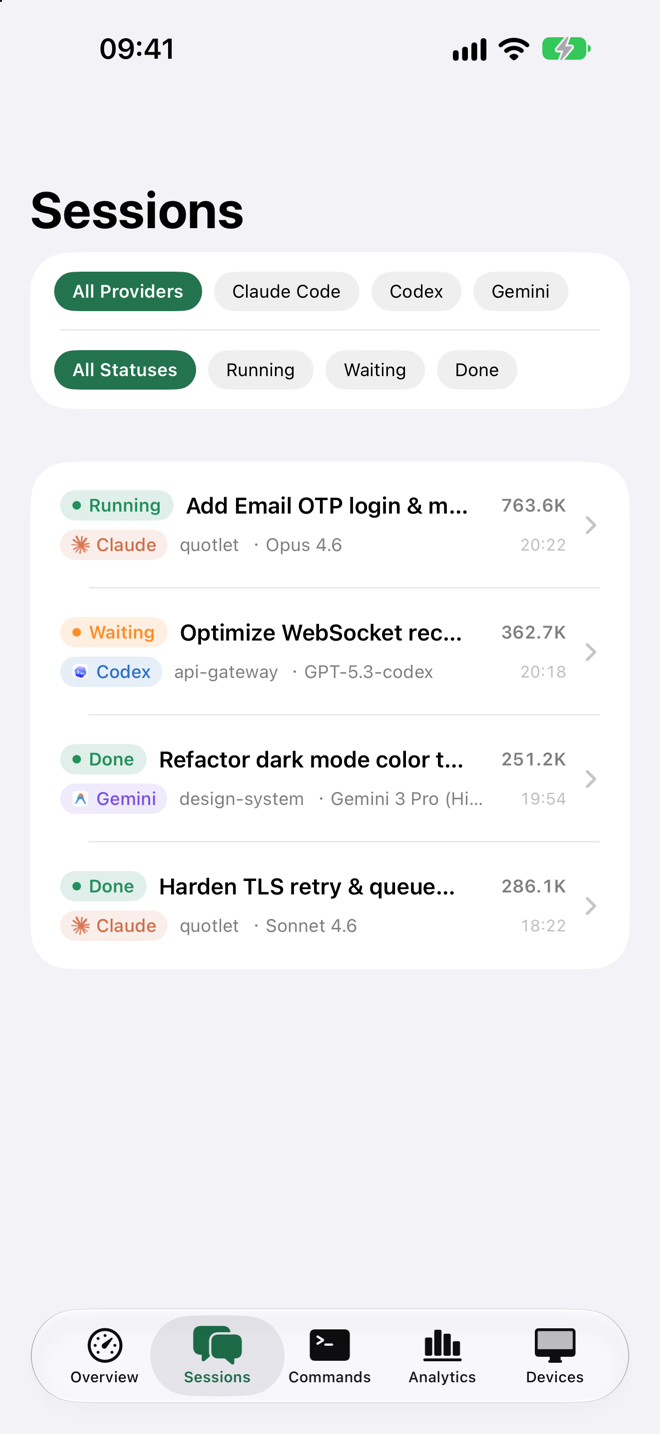 09:41
Sessions
All Providers Claude Code Codex Gemini
All Statuses Running Waiting Done
Running Add Email OTP login & m... 763.6K
Claude quotlet · Opus 4.6 20:22
Waiting Optimize WebSocket rec... 362.7K
Codex api-gateway · GPT-5.3-codex 20:18
Done Refactor dark mode color t... 251.2K
Gemini design-system · Gemini 3 Pro (Hi... 19:54
Done Harden TLS retry & queue... 286.1K
Claude quotlet · Sonnet 4.6 18:22
Overview Sessions Commands Analytics Devices